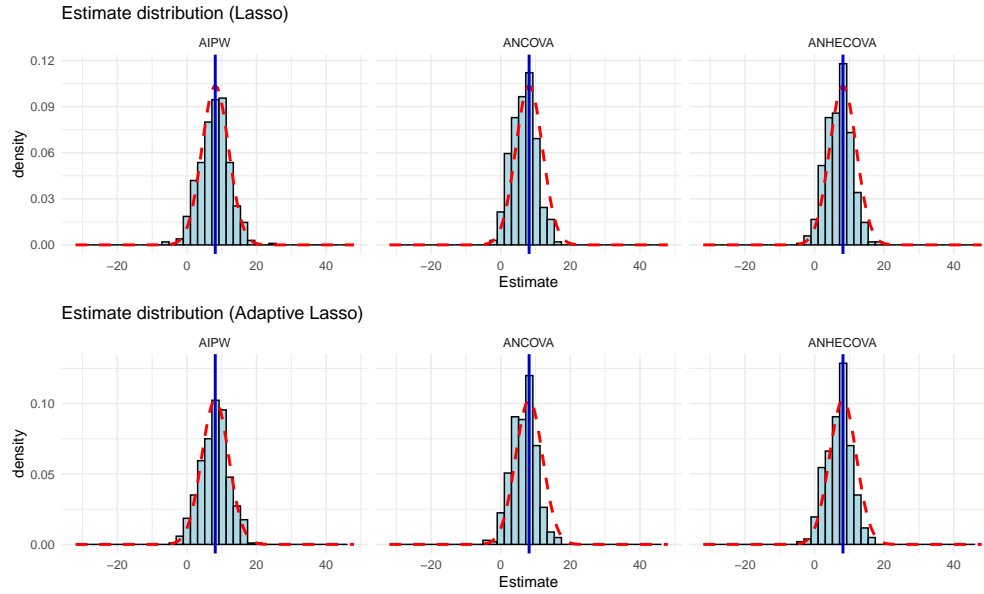 Estimate distribution (Lasso)
AIPW ANCOVA ANHECOVA
0.12
0.09
0.06
0.03
0.00
density
−20 0 20 40 −20 0 20 40 −20 0 20 40
Estimate
Estimate distribution (Adaptive Lasso)
AIPW ANCOVA ANHECOVA
0.10
0.05
0.00
density
−20 0 20 40 −20 0 20 40 −20 0 20 40
Estimate